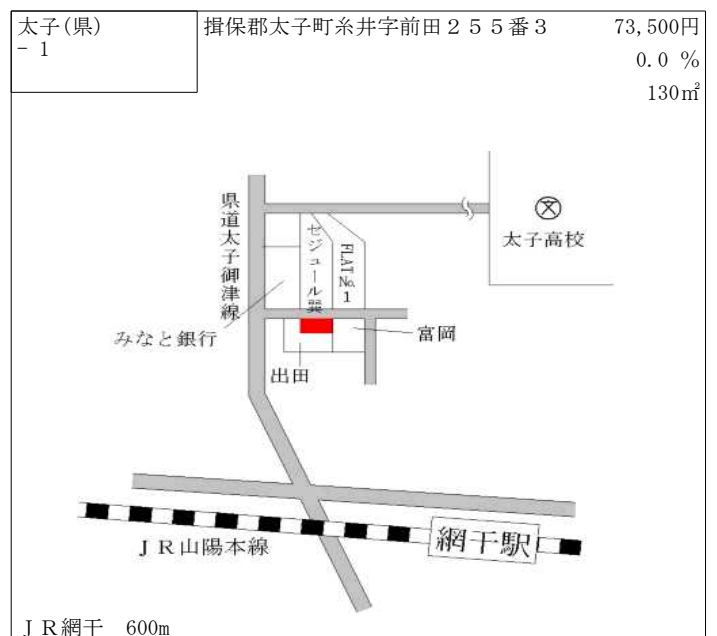 太子(県)
- 1
揖保郡太子町糸井字前田２５５番３
73,500円
0.0 %
130㎡
県道太子御津線
セジュール巽
FLAT No. 1
太子高校
みなと銀行
富岡
出田
ＪＲ山陽本線
網干駅
ＪＲ網干　600m